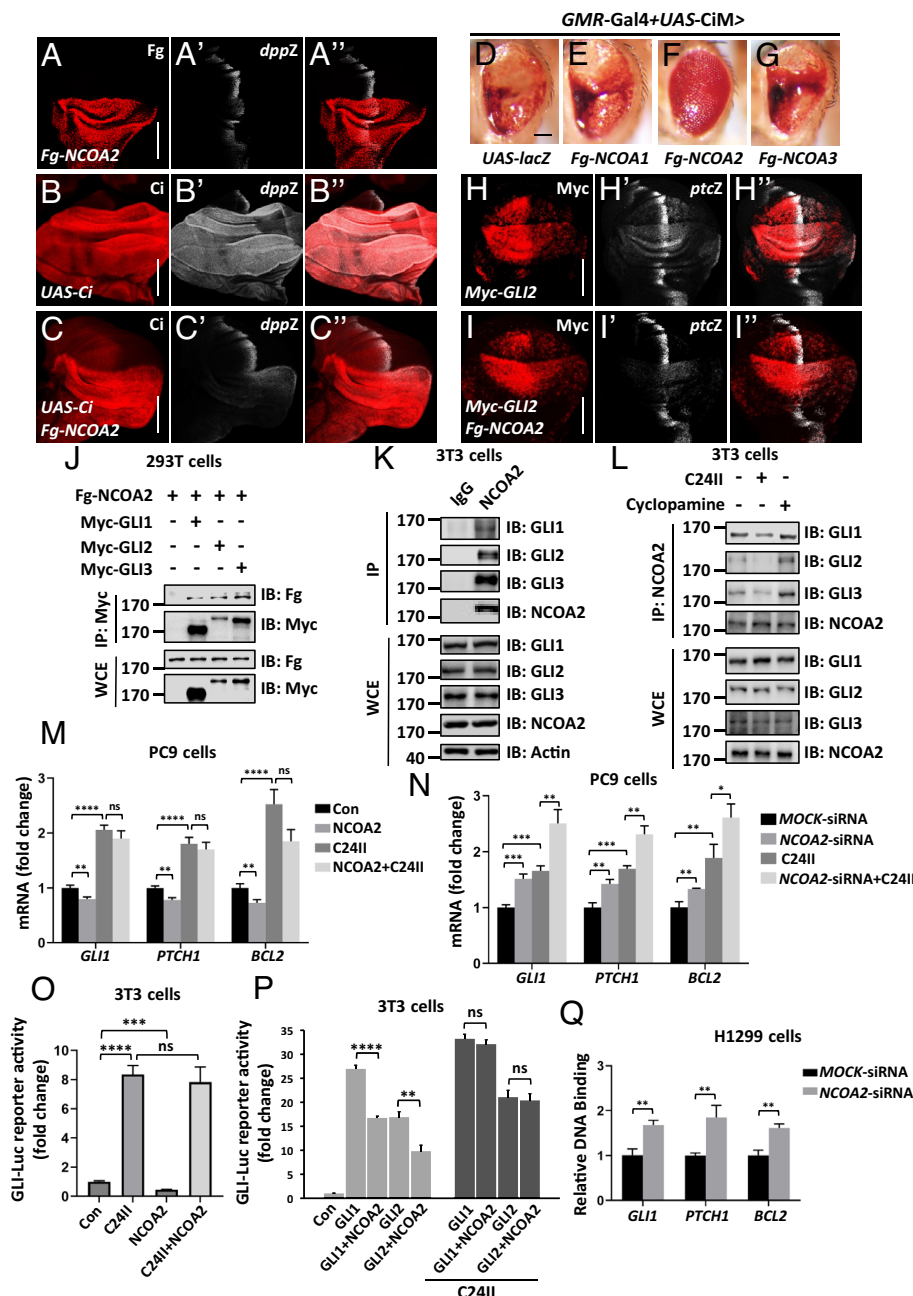 GMR-Gal4+UAS-CiM>
A Fg A' dppZ A"
Fg-NCOA2
D E F G
UAS-lacZ Fg-NCOA1 Fg-NCOA2 Fg-NCOA3
B Ci B' dppZ B"
UAS-Ci
H Myc H' ptcZ H"
Myc-GLI2
C Ci C' dppZ C"
UAS-Ci
Fg-NCOA2
I Myc I' ptcZ I"
Myc-GLI2
Fg-NCOA2
J
293T cells
Fg-NCOA2 + + + +
Myc-GLI1 - + - -
Myc-GLI2 - - + -
Myc-GLI3 - - - +
IP: Myc
170
IB: Fg
170
IB: Myc
WCE
IB: Fg
170
IB: Myc
K
3T3 cells
IgG NCOA2
IP
170
IB: GLI1
170
IB: GLI2
170
IB: GLI3
170
IB: NCOA2
WCE
170
IB: GLI1
170
IB: GLI2
170
IB: GLI3
170
IB: NCOA2
40
IB: Actin
L
3T3 cells
C24II - + -
Cyclopamine - - +
IP: NCOA2
170
IB: GLI1
170
IB: GLI2
170
IB: GLI3
170
IB: NCOA2
WCE
170
IB: GLI1
170
IB: GLI2
170
IB: GLI3
170
IB: NCOA2
M
PC9 cells
mRNA (fold change)
3
2
1
0
** **** ns
** **** ns
** **** ns
GLI1 PTCH1 BCL2
Con
NCOA2
C24II
NCOA2+C24II
N
PC9 cells
mRNA (fold change)
3
2
1
0
*** *** **
** *** **
** ** *
GLI1 PTCH1 BCL2
MOCK-siRNA
NCOA2-siRNA
C24II
NCOA2-siRNA+C24II
O
3T3 cells
GLI-Luc reporter activity
(fold change)
10
8
6
4
2
0
***
**** ns
Con C24II NCOA2 C24II+NCOA2
P
3T3 cells
GLI-Luc reporter activity
(fold change)
35
30
25
20
15
10
5
0
**** ** ns ns
Con GLI1 GLI1+NCOA2 GLI2 GLI2+NCOA2 GLI1 GLI1+NCOA2 GLI2 GLI2+NCOA2
C24II
Q
H1299 cells
Relative DNA Binding
3
2
1
0
** ** **
GLI1 PTCH1 BCL2
MOCK-siRNA
NCOA2-siRNA